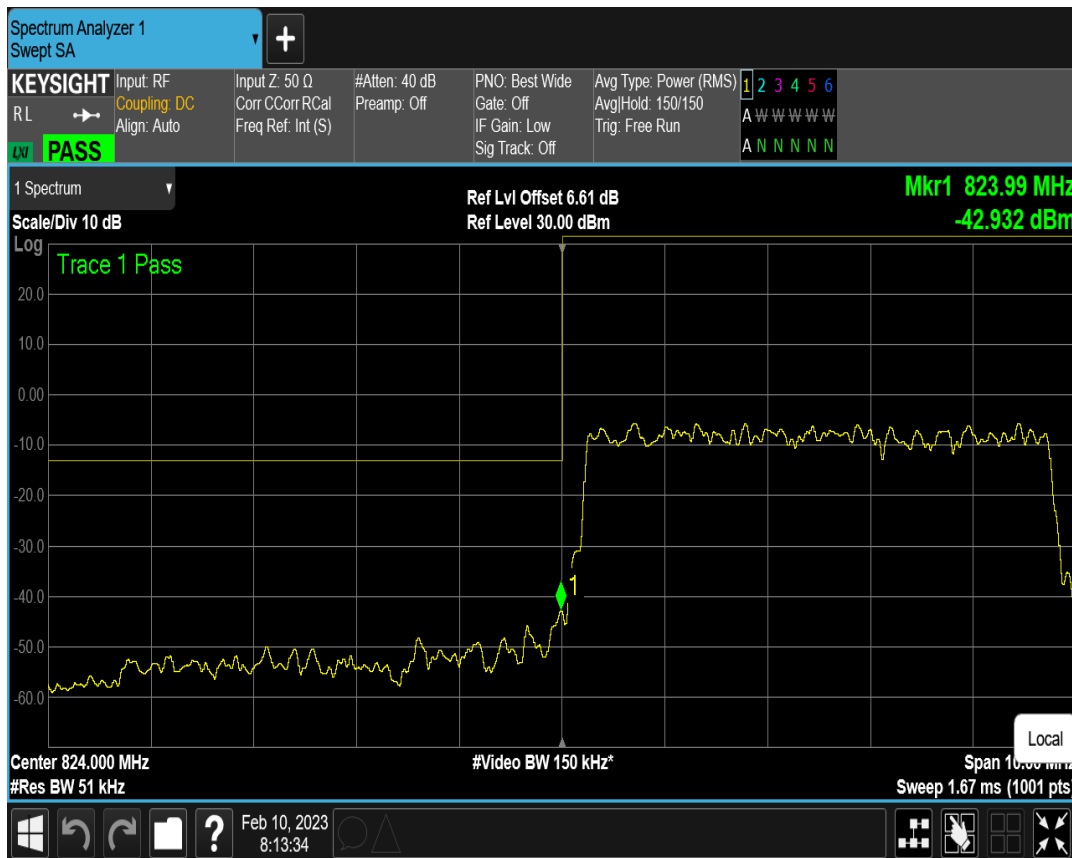 Spectrum Analyzer 1
Swept SA
+
KEYSIGHT
RL
LXI PASS
Input: RF
Coupling: DC
Align: Auto
Input Z: 50 Ω
Corr CCorr RCal
Freq Ref: Int (S)
#Atten: 40 dB
Preamp: Off
PNO: Best Wide
Gate: Off
IF Gain: Low
Sig Track: Off
Avg Type: Power (RMS)
Avg|Hold: 150/150
Trig: Free Run
1 2 3 4 5 6
A W W W W W
A N N N N N
1 Spectrum
Scale/Div 10 dB
Ref Lvl Offset 6.61 dB
Ref Level 30.00 dBm
Mkr1 823.99 MHz
-42.932 dBm
Log
Trace 1 Pass
20.0
10.0
0.00
-10.0
-20.0
-30.0
-40.0
-50.0
-60.0
1
Local
Center 824.000 MHz
#Res BW 51 kHz
#Video BW 150 kHz*
Span 10.00 MHz
Sweep 1.67 ms (1001 pts)
?
Feb 10, 2023
8:13:34